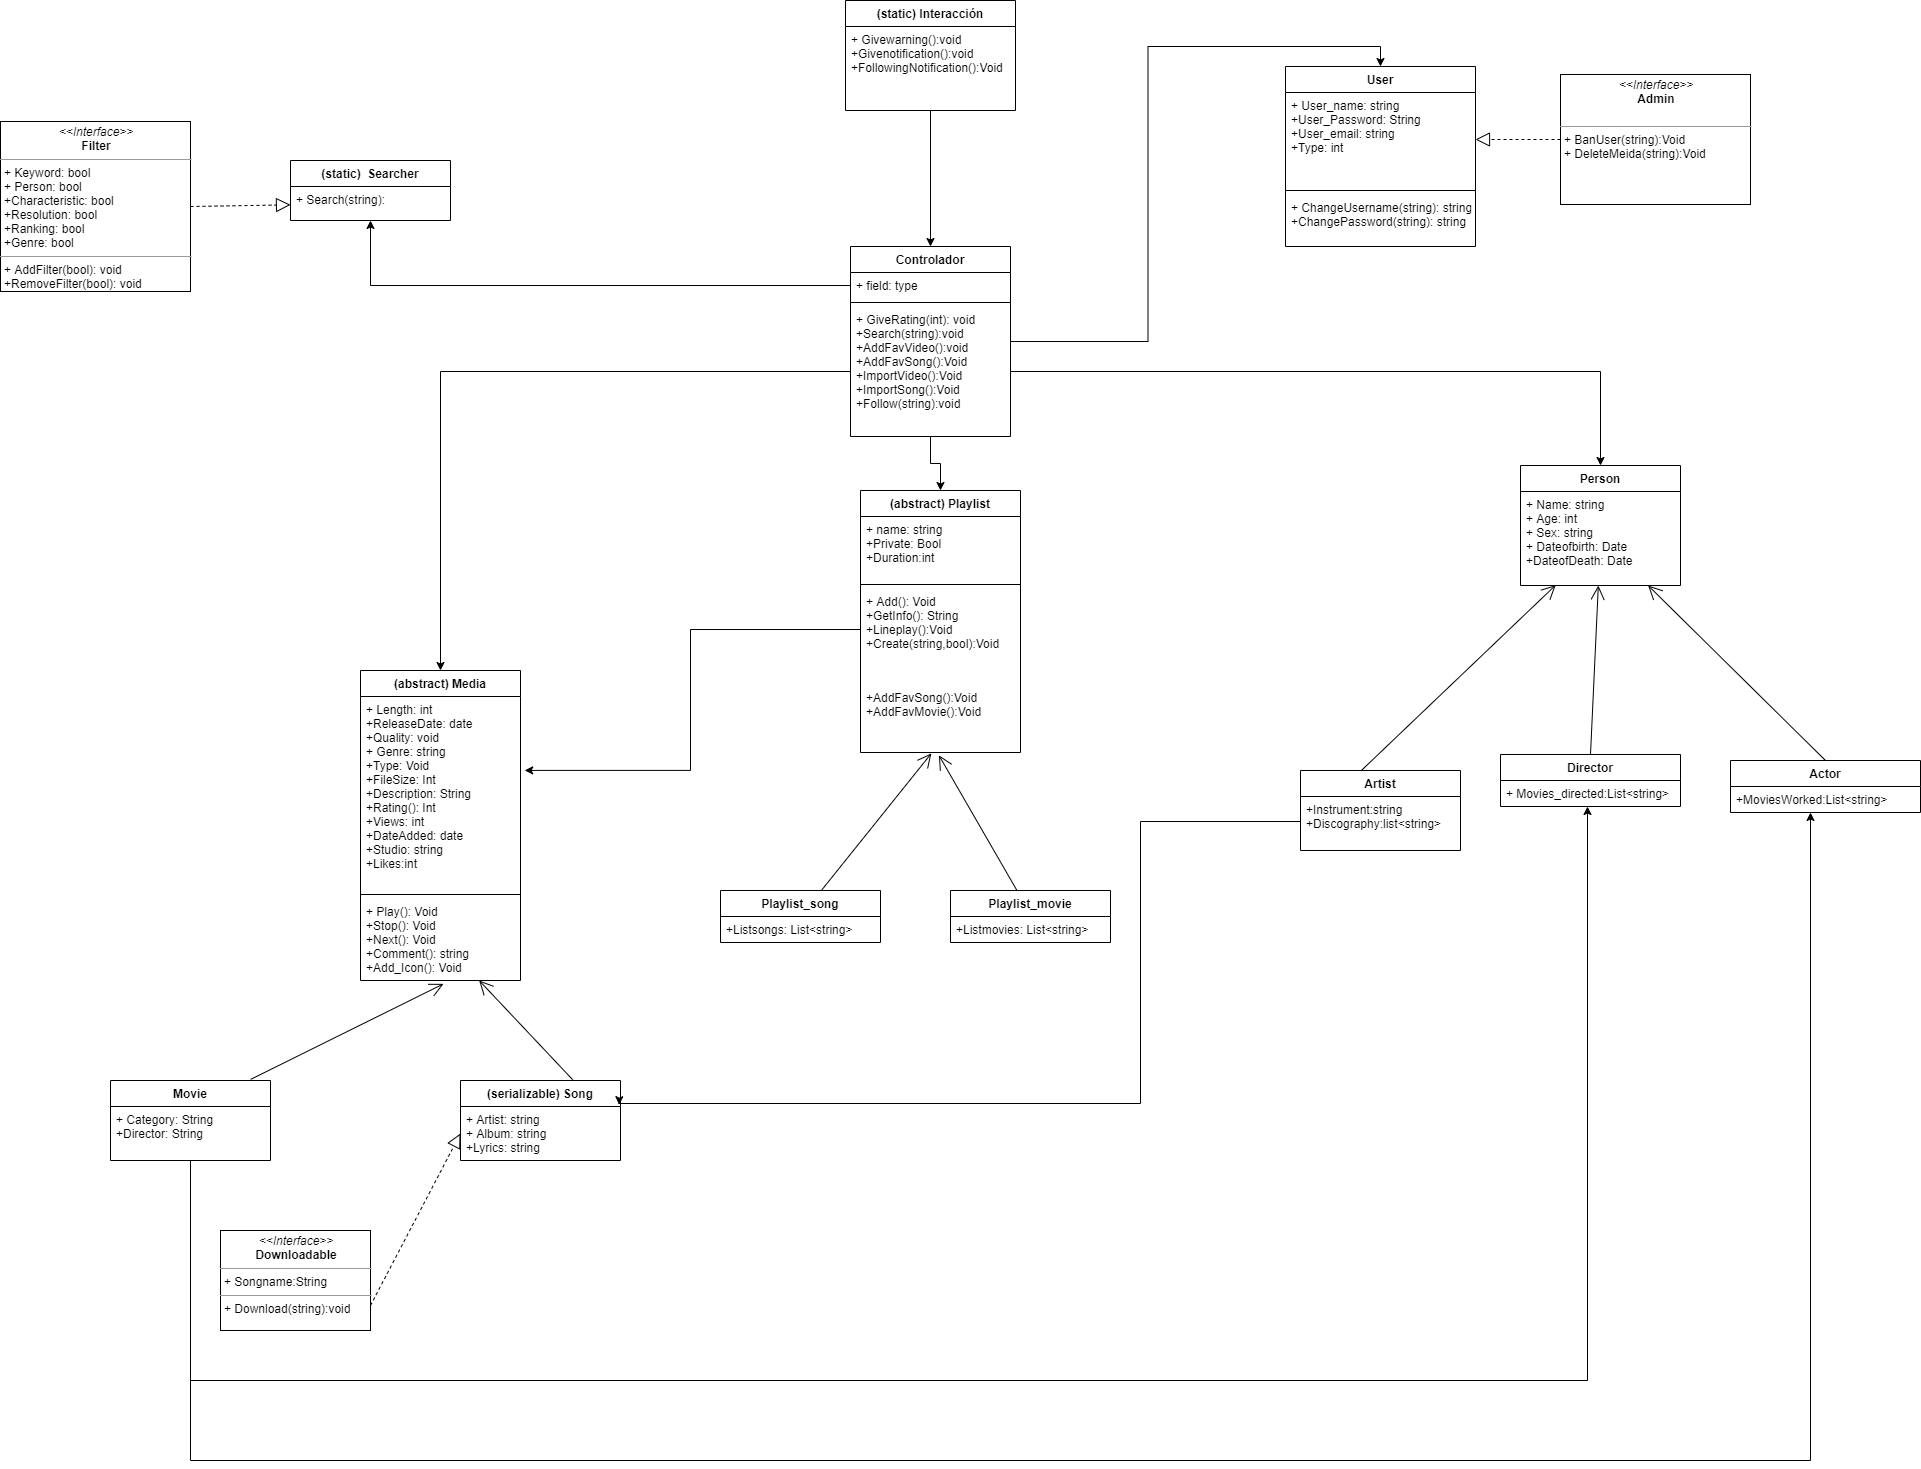 (static) Interacción
+ Givewarning():void
+Givenotification():void
+FollowingNotification():Void
User
+ User_name: string
+User_Password: String
+User_email: string
+Type: int
+ ChangeUsername(string): string
+ChangePassword(string): string
<<Interface>>
Admin
+ BanUser(string):Void
+ DeleteMeida(string):Void
<<Interface>>
Filter
+ Keyword: bool
+ Person: bool
+Characteristic: bool
+Resolution: bool
+Ranking: bool
+Genre: bool
+ AddFilter(bool): void
+RemoveFilter(bool): void
(static) Searcher
+ Search(string):
Controlador
+ field: type
+ GiveRating(int): void
+Search(string):void
+AddFavVideo():void
+AddFavSong():Void
+ImportVideo():Void
+ImportSong():Void
+Follow(string):void
(abstract) Playlist
+ name: string
+Private: Bool
+Duration:int
+ Add(): Void
+GetInfo(): String
+Lineplay():Void
+Create(string,bool):Void
+AddFavSong():Void
+AddFavMovie():Void
Person
+ Name: string
+ Age: int
+ Sex: string
+ Dateofbirth: Date
+DateofDeath: Date
(abstract) Media
+ Length: int
+ReleaseDate: date
+Quality: void
+ Genre: string
+Type: Void
+FileSize: Int
+Description: String
+Rating(): Int
+Views: int
+DateAdded: date
+Studio: string
+Likes:int
+ Play(): Void
+Stop(): Void
+Next(): Void
+Comment(): string
+Add_Icon(): Void
Artist
+Instrument:string
+Discography:list<string>
Director
+ Movies_directed:List<string>
Actor
+MoviesWorked:List<string>
Playlist_song
+Listsongs: List<string>
Playlist_movie
+Listmovies: List<string>
Movie
+ Category: String
+Director: String
(serializable) Song
+ Artist: string
+ Album: string
+Lyrics: string
<<Interface>>
Downloadable
+ Songname:String
+ Download(string):void